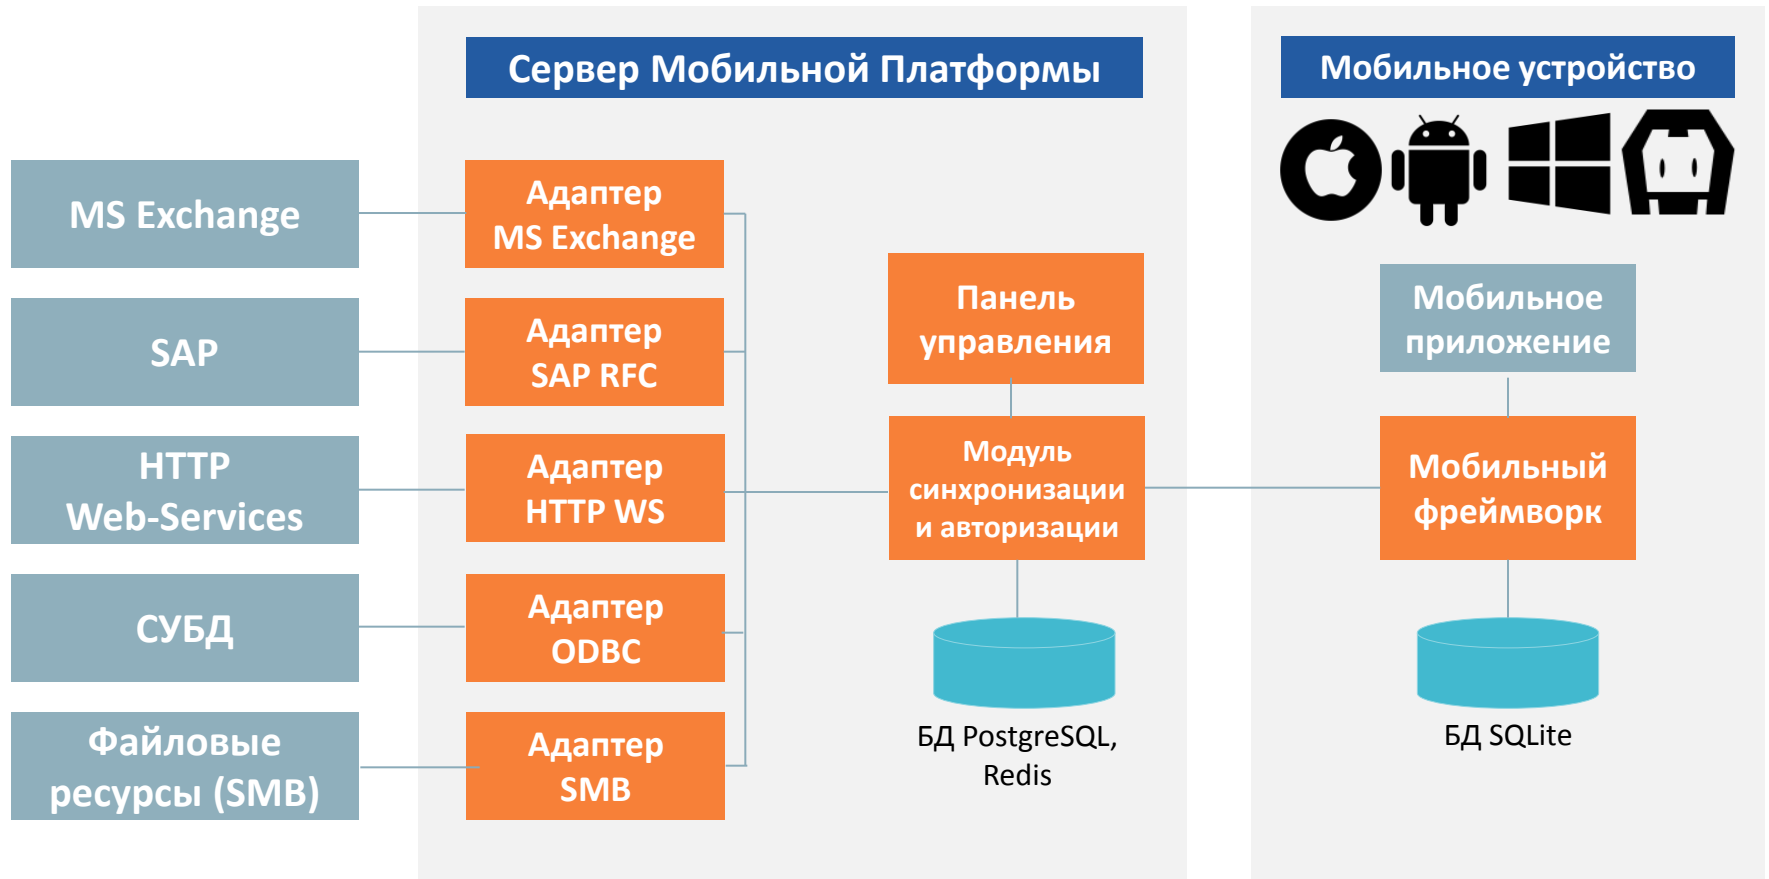 Сервер Мобильной Платформы
Мобильное устройство
MS Exchange
SAP
HTTP
Web-Services
СУБД
Файловые
ресурсы (SMB)
Адаптер
MS Exchange
Адаптер
SAP RFC
Адаптер
HTTP WS
Адаптер
ODBC
Адаптер
SMB
Панель
управления
Модуль
синхронизации
и авторизации
БД PostgreSQL,
Redis
Мобильное
приложение
Мобильный
фреймворк
БД SQLite